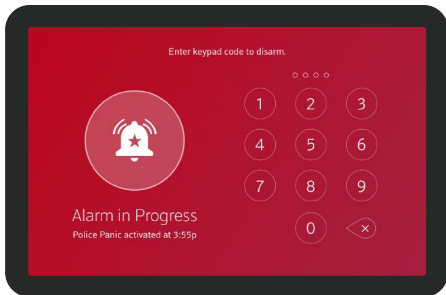 Enter keypad code to disarm.
1 2 3
4 5 6
7 8 9
0 ×
Alarm in Progress
Police Panic activated at 3:55p